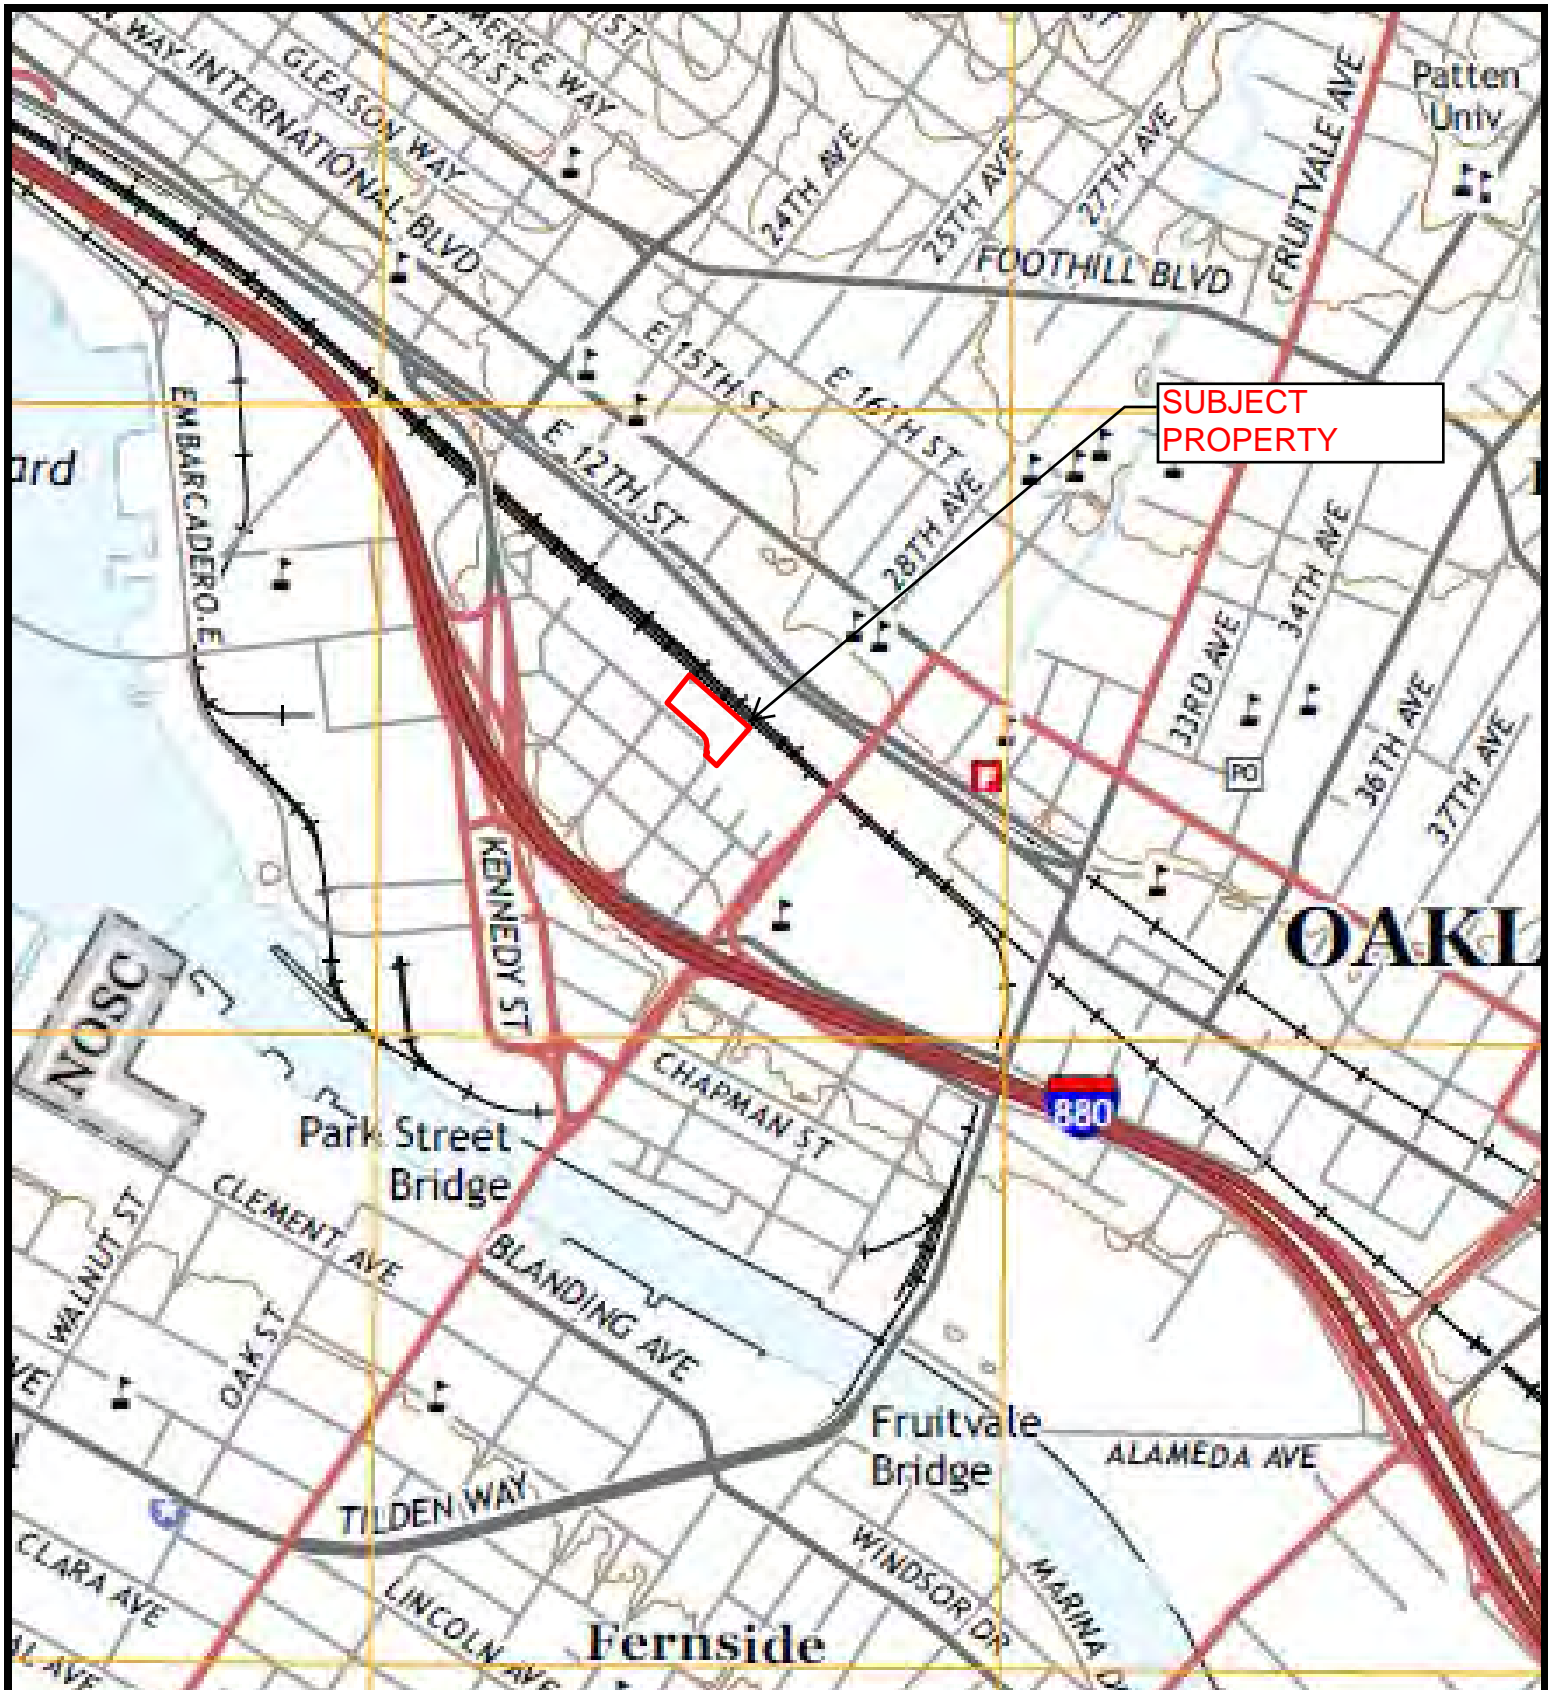 17TH ST
GLEASON WAY
WAY
INTERNATIONAL BLVD
24TH AVE
25TH AVE
27TH AVE
FRUITVALE AVE
Patten
Univ
FOOTHILL BLVD
E 15TH ST
E 16TH ST
SUBJECT
PROPERTY
E 12TH ST
28TH AVE
EMBARCADERO E
ard
33RD AVE
34TH AVE
36TH AVE
37TH AVE
PO
KENNEDY ST
OAKL
NOSC
CHAPMAN ST
880
Park Street
Bridge
CLEMENT AVE
WALNUT ST
OAK ST
BLANDING AVE
VE
Fruitvale
Bridge
ALAMEDA AVE
TILDEN WAY
CLARA AVE
LINCOLN AVE
WINDSOR DR
MARINA D
Fernside
AL AVE